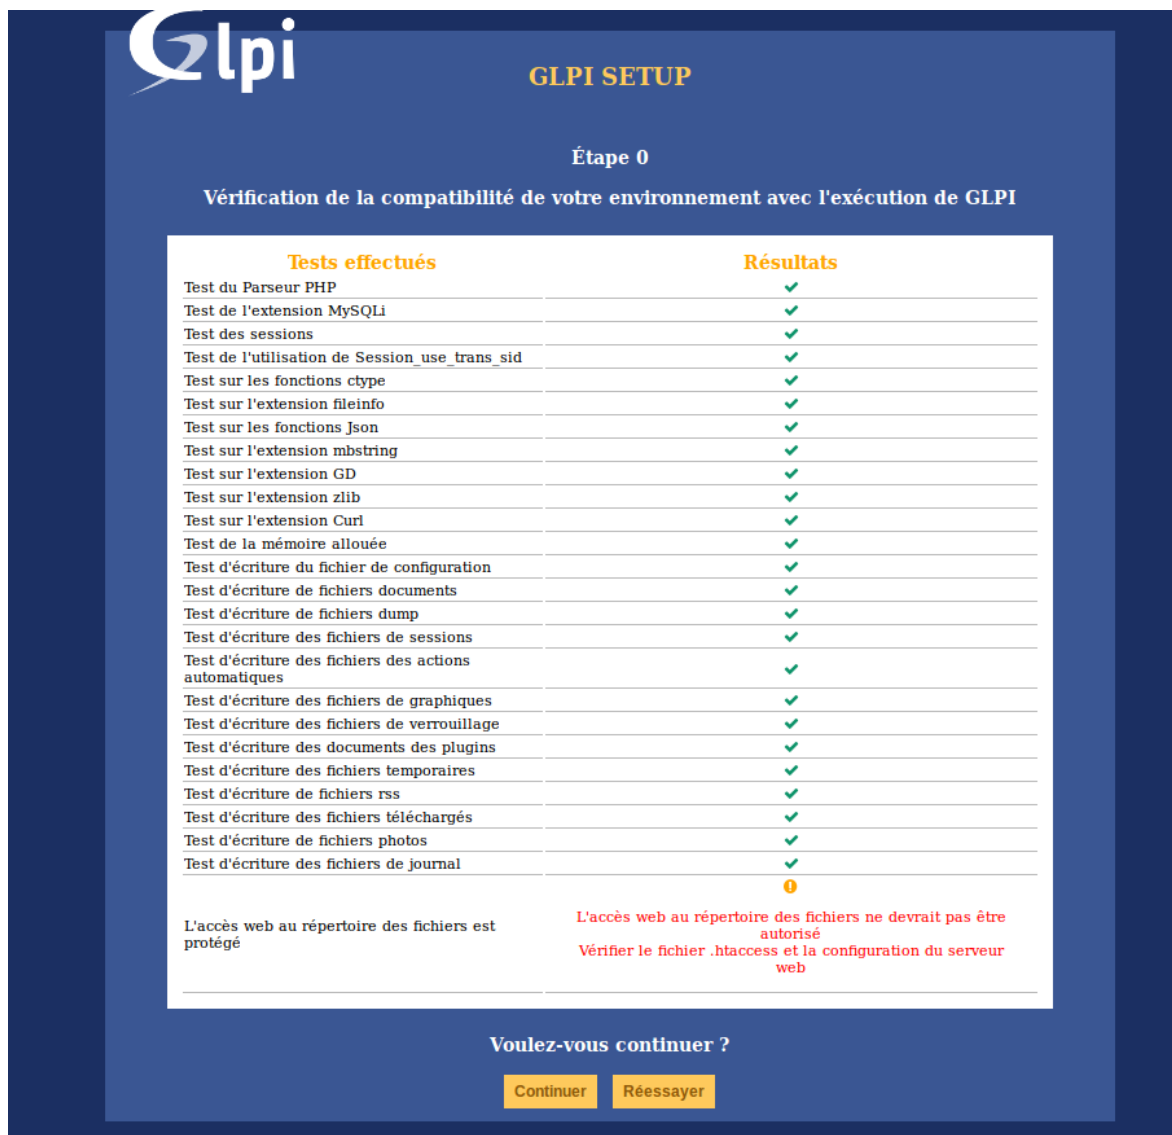 Glpi
GLPI SETUP
Étape 0
Vérification de la compatibilité de votre environnement avec l'exécution de GLPI
Tests effectués Résultats
Test du Parseur PHP
Test de l'extension MySQLi
Test des sessions
Test de l'utilisation de Session_use_trans_sid
Test sur les fonctions ctype
Test sur l'extension fileinfo
Test sur les fonctions Json
Test sur l'extension mbstring
Test sur l'extension GD
Test sur l'extension zlib
Test sur l'extension Curl
Test de la mémoire allouée
Test d'écriture du fichier de configuration
Test d'écriture de fichiers documents
Test d'écriture de fichiers dump
Test d'écriture des fichiers de sessions
Test d'écriture des fichiers des actions
automatiques
Test d'écriture des fichiers de graphiques
Test d'écriture des fichiers de verrouillage
Test d'écriture des documents des plugins
Test d'écriture des fichiers temporaires
Test d'écriture de fichiers rss
Test d'écriture des fichiers téléchargés
Test d'écriture de fichiers photos
Test d'écriture des fichiers de journal
L'accès web au répertoire des fichiers est
protégé
L'accès web au répertoire des fichiers ne devrait pas être
autorisé
Vérifier le fichier .htaccess et la configuration du serveur
web
Voulez-vous continuer ?
Continuer Réessayer